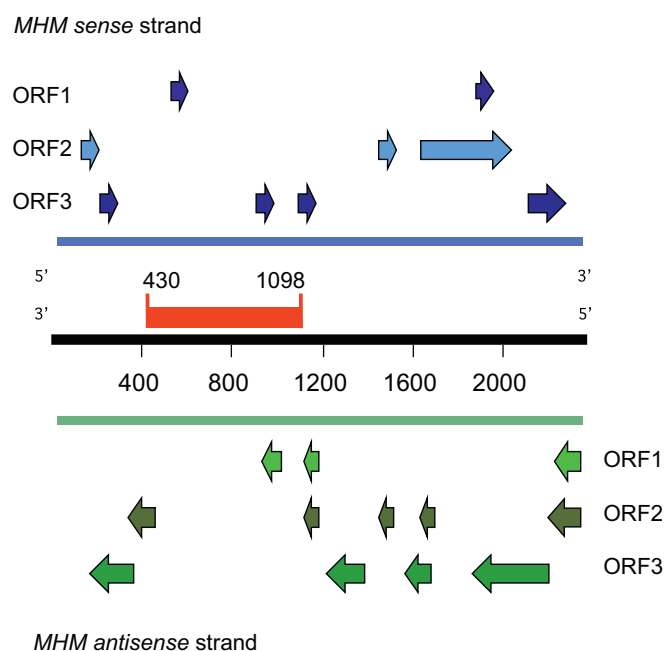 MHM sense strand
ORF1
ORF2
ORF3
5’ 3’
430 1098
3’ 5’
400 800 1200 1600 2000
ORF1
ORF2
ORF3
MHM antisense strand